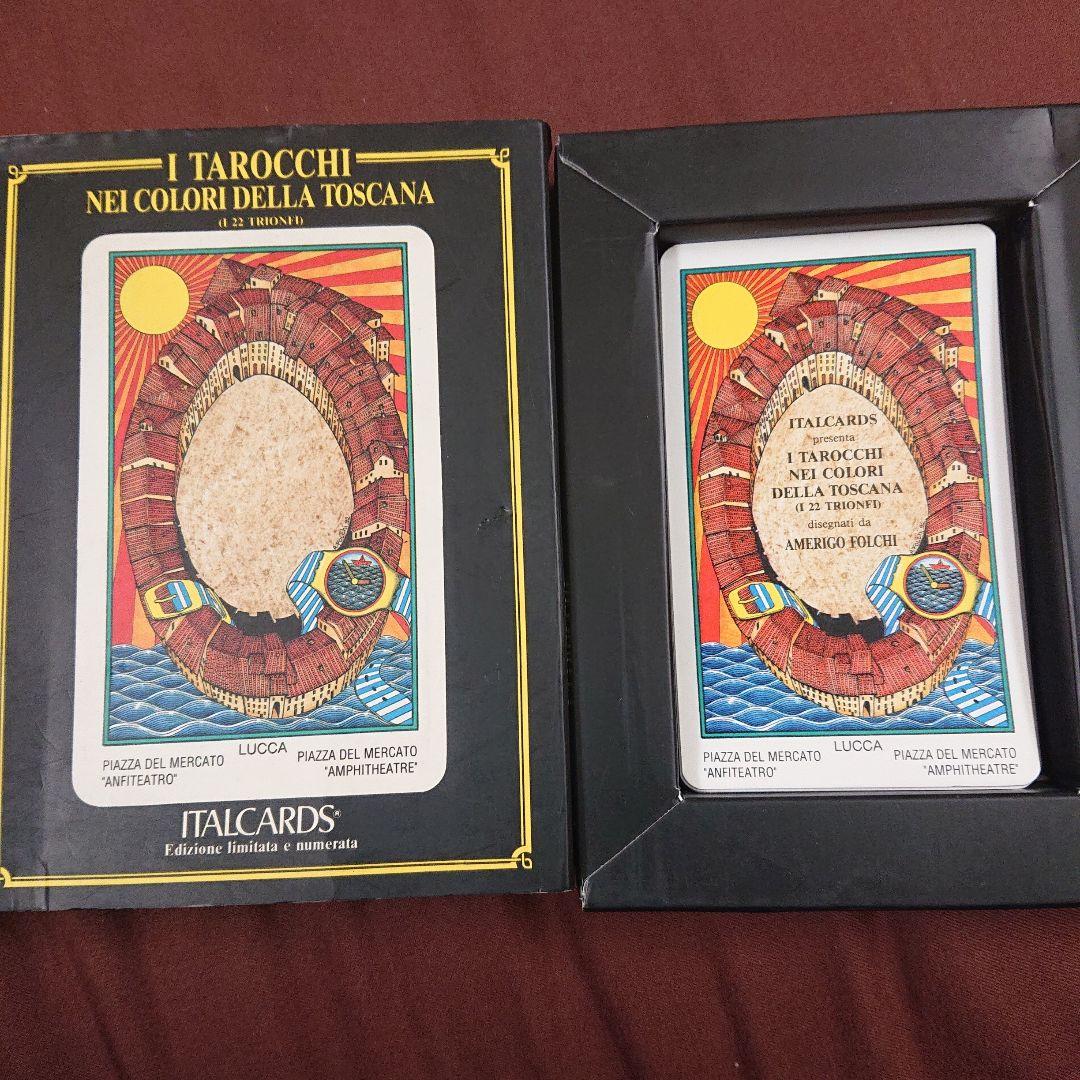 I TAROCCHI
NEI COLORI DELLA TOSCANA
(I 22 TRIONFI)
LUCCA
PIAZZA DEL MERCATO
"ANFITEATRO"
PIAZZA DEL MERCATO
"AMPHITHEATRE"
ITALCARDS®
Edizione limitata e numerata
ITALCARDS
presenta
I TAROCCHI
NEI COLORI
DELLA TOSCANA
(I 22 TRIONFI)
disegnati da
AMERIGO FOLCHI
LUCCA
PIAZZA DEL MERCATO
"ANFITEATRO"
PIAZZA DEL MERCATO
"AMPHITHEATRE"